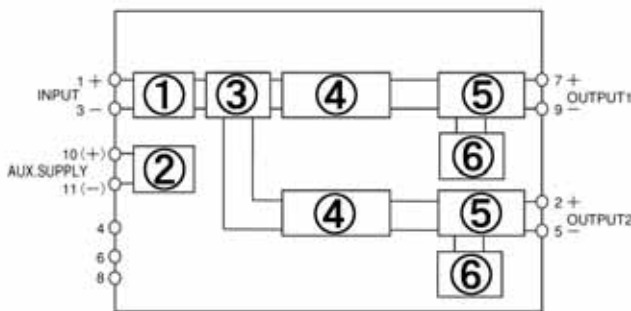 1 + ① ③ ④ ⑤ 7 +
INPUT OUTPUT1
3 − 9 −
10(+) ② ⑥
AUX.SUPPLY
11(−)
④ ⑤ 2 +
4 OUTPUT2
5 −
6 ⑥
8